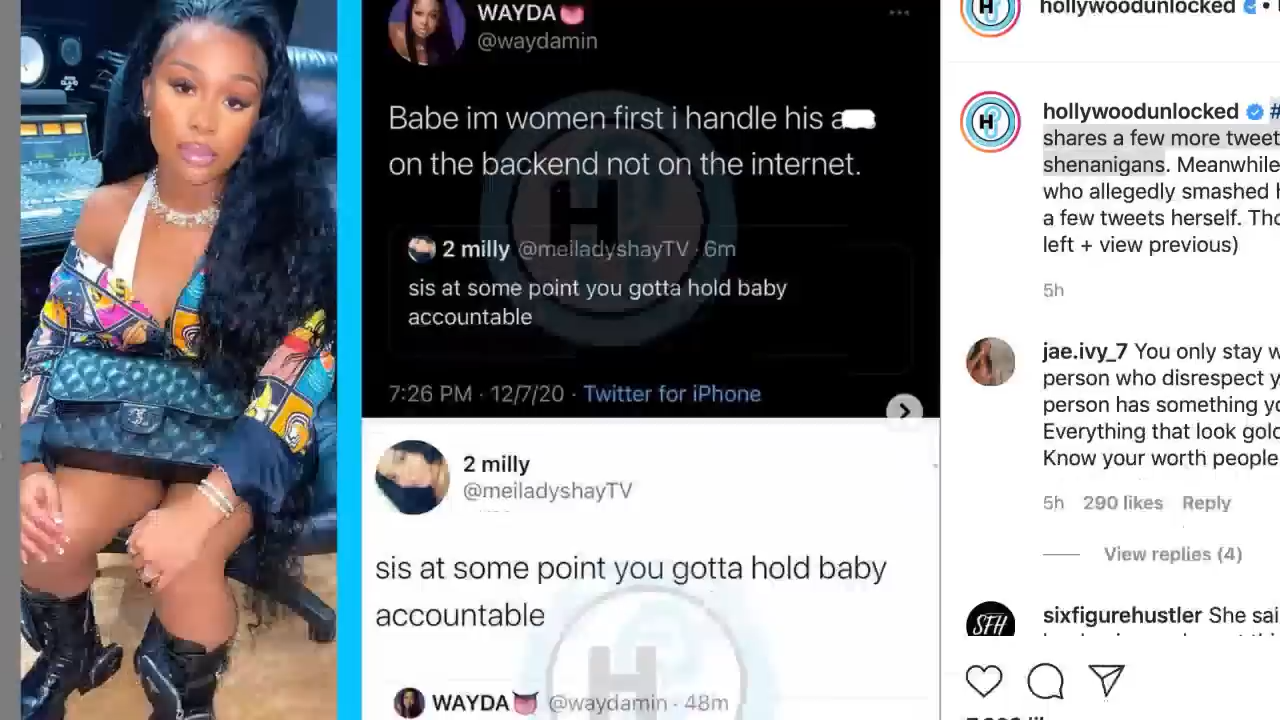 WAYDA👅
@waydamin
Babe im women first i handle his a
on the backend not on the internet.
2 milly @meiladyshayTV · 6m
sis at some point you gotta hold baby
accountable
7:26 PM · 12/7/20 · Twitter for iPhone
2 milly
@meiladyshayTV
sis at some point you gotta hold baby
accountable
WAYDA👅 @waydamin · 48m
hollywoodunlocked •
hollywoodunlocked #
shares a few more tweet
shenanigans. Meanwhile
who allegedly smashed
a few tweets herself. Tho
left + view previous)
5h
jae.ivy_7 You only stay w
person who disrespect y
person has something yo
Everything that look gold
Know your worth people
5h 290 likes Reply
View replies (4)
SFH
sixfigurehustler She sai